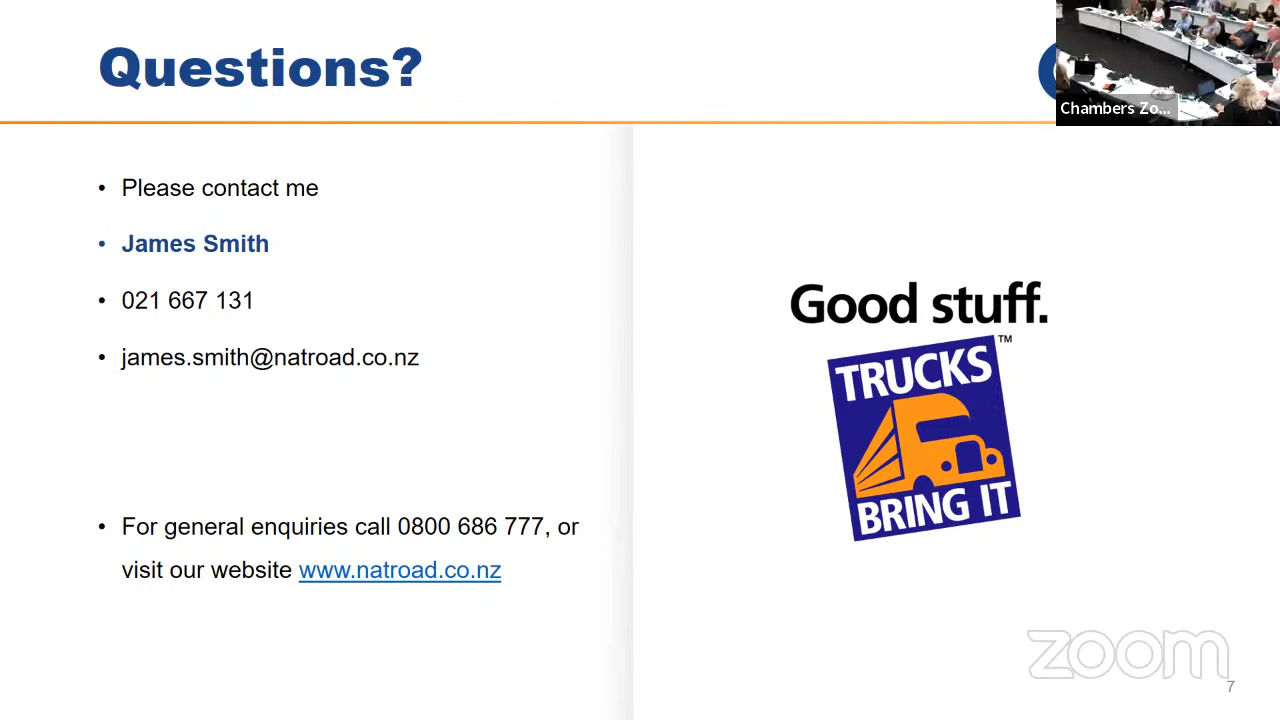 Questions?
Chambers Zo...
• Please contact me
• James Smith
• 021 667 131
• james.smith@natroad.co.nz
• For general enquiries call 0800 686 777, or
visit our website www.natroad.co.nz
Good stuff.
TRUCKS
™
BRING IT
zoom
7